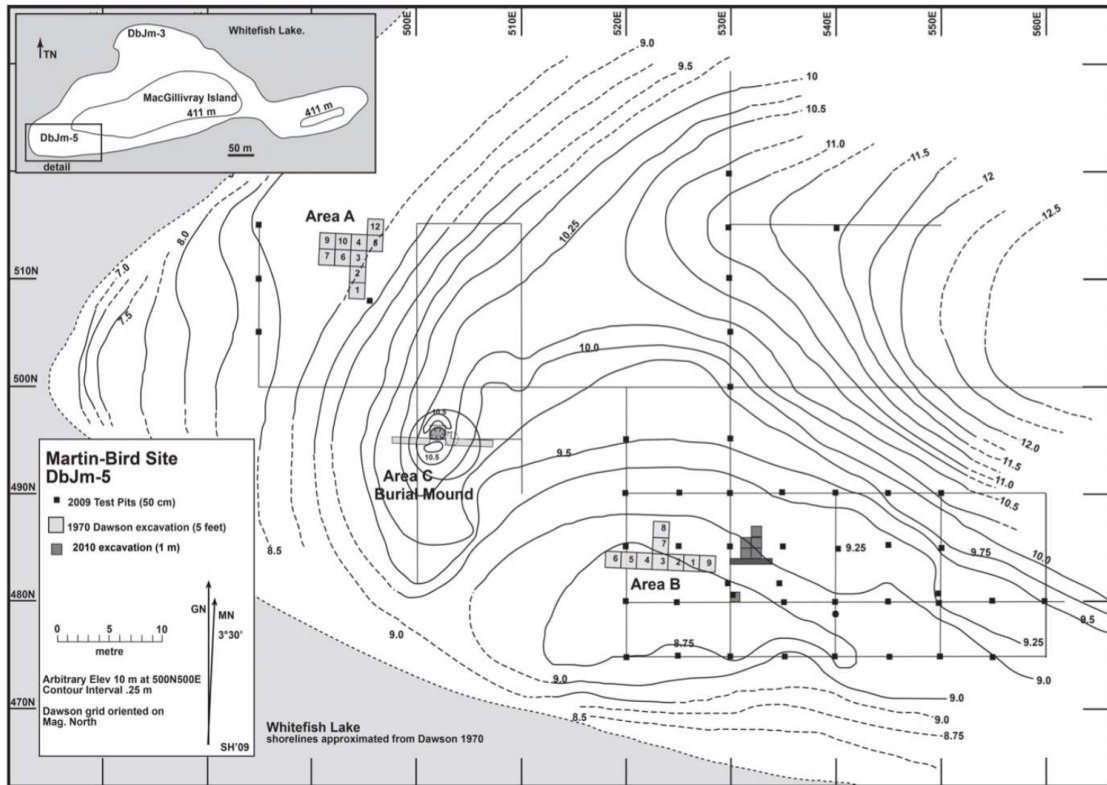 500E
510E
520E
530E
540E
550E
560E
DbJm-3
Whitefish Lake.
TN
MacGillivray Island
411 m
411 m
DbJm-5
detail
50 m
9.0
9.5
10
10.5
11.0
11.5
12
12.5
8.0
7.0
7.5
10.25
Area A
12
9 10 4 5
7 6 3
2
1
510N
500N
490N
480N
470N
10.0
10.5
10.5
Area C
Burial Mound
9.5
12.0
11.5
11.0
10.5
10.0
9.75
9.5
9.25
9.25
9.0
8.5
8
7
6 5 4 3 2 1 9
Area B
8.75
9.0
9.0
9.0
8.5
8.75
Martin-Bird Site
DbJm-5
2009 Test Pits (50 cm)
1970 Dawson excavation (5 feet)
2010 excavation (1 m)
GN
MN
3°30'
0 5 10
metre
Arbitrary Elev 10 m at 500N500E
Contour Interval .25 m
Dawson grid oriented on
Mag. North
SH'09
Whitefish Lake
shorelines approximated from Dawson 1970